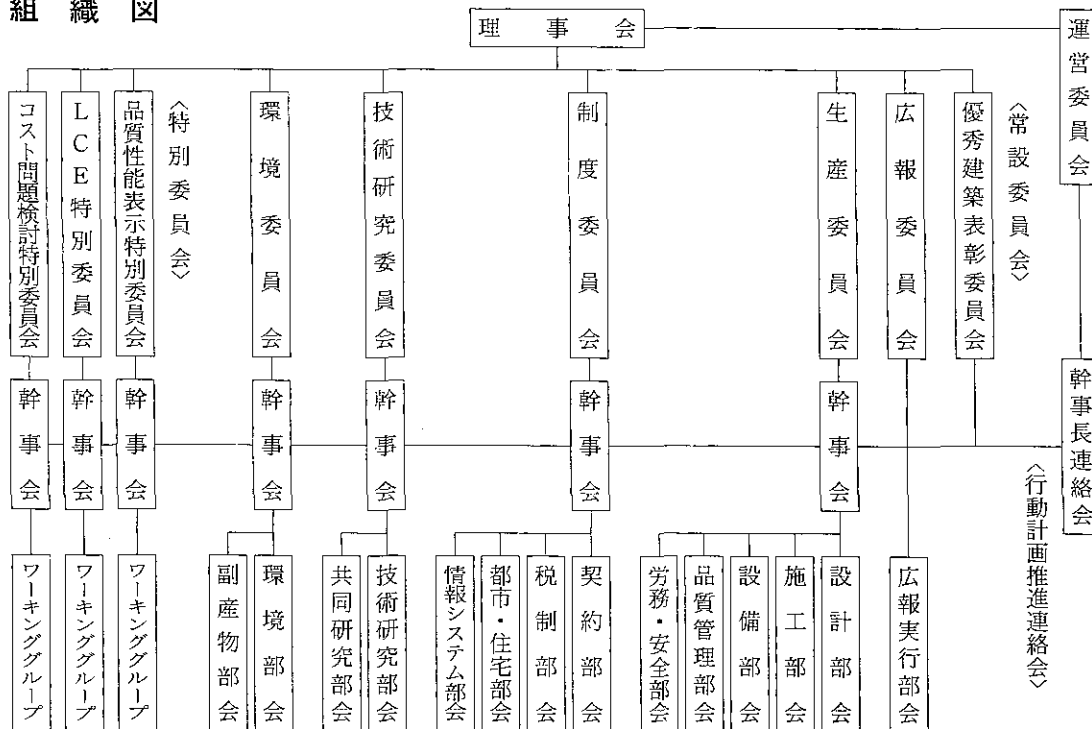 組織図
理事会
運営委員会
〈常設委員会〉
優秀建築表彰委員会
広報委員会
生産委員会
制度委員会
技術研究委員会
環境委員会
〈特別委員会〉
品質性能表示特別委員会
LCE特別委員会
コスト問題検討特別委員会
幹事長連絡会
〈行動計画推進連絡会〉
幹事会
幹事会
幹事会
幹事会
幹事会
幹事会
幹事会
広報実行部会
設計部会
施工部会
設備部会
品質管理部会
労務・安全部会
契約部会
税制部会
都市・住宅部会
情報システム部会
技術研究部会
共同研究部会
環境部会
副産物部会
ワーキンググループ
ワーキンググループ
ワーキンググループ